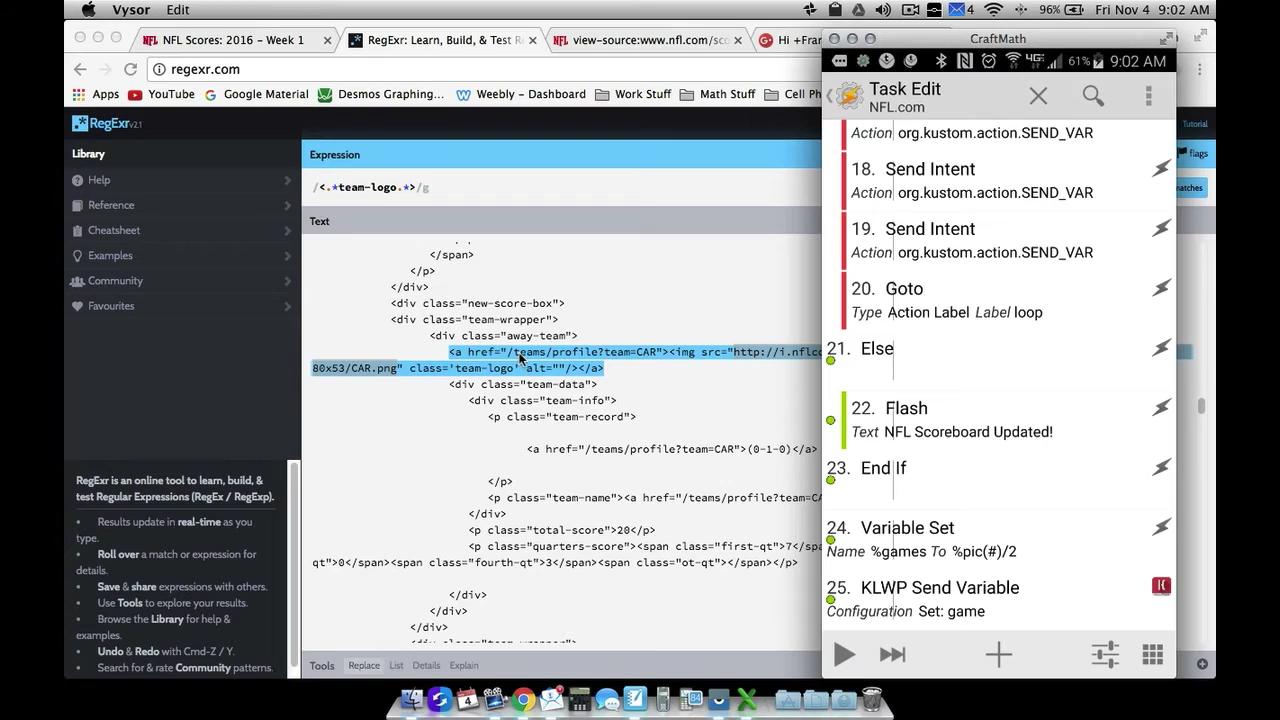 Vysor Edit 4 96% Fri Nov 4 9:02 AM
NFL Scores: 2016 - Week 1
RegExr: Learn, Build, & Test R
view-source:www.nfl.com/sco
Hi +Fran
regexr.com
Apps YouTube Google Material Desmos Graphing... Weebly - Dashboard Work Stuff Math Stuff Cell Ph
RegExr v2.1
Tutorial
Library
Help
Reference
Cheatsheet
Examples
Community
Favourites
RegExr is an online tool to learn, build, &
test Regular Expressions (RegEx / RegExp).
Results update in real-time as you
type.
Roll over a match or expression for
details.
Save & share expressions with others.
Use Tools to explore your results.
Browse the Library for help &
examples.
Undo & Redo with Cmd-Z / Y.
Search for & rate Community patterns.
Expression
flags
/<.*team-logo.*>/g
matches
Text
</span>
</p>
</div>
<div class="new-score-box">
<div class="team-wrapper">
<div class="away-team">
<a href="/teams/profile?team=CAR"><img src="http://i.nflcd
80x53/CAR.png" class='team-logo' alt=""/></a>
<div class="team-data">
<div class="team-info">
<p class="team-record">
<a href="/teams/profile?team=CAR">(0-1-0)</a>
</p>
<p class="team-name"><a href="/teams/profile?team=CA
</div>
<p class="total-score">20</p>
<p class="quarters-score"><span class="first-qt">7</
qt">0</span><span class="fourth-qt">3</span><span class="ot-qt"></span></p>
</div>
</div>
</div>
Tools Replace List Details Explain
CraftMath
4G 61% 9:02 AM
Task Edit
NFL.com
Action org.kustom.action.SEND_VAR
18. Send Intent
Action org.kustom.action.SEND_VAR
19. Send Intent
Action org.kustom.action.SEND_VAR
20. Goto
Type Action Label Label loop
21. Else
22. Flash
Text NFL Scoreboard Updated!
23. End If
24. Variable Set
Name %games To %pic(#)/2
25. KLWP Send Variable
Configuration Set: game